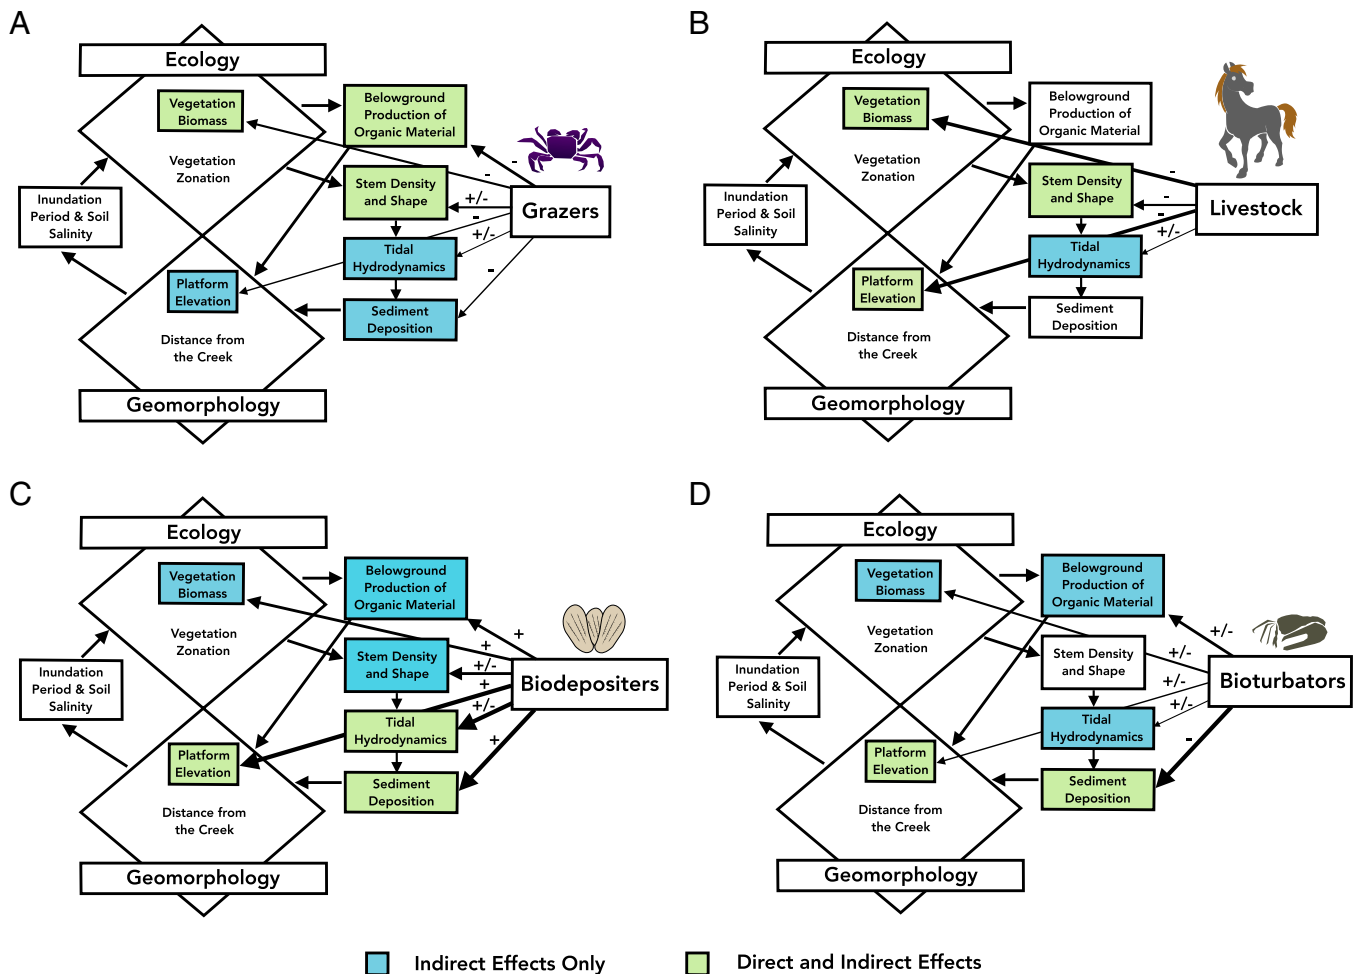 A
Ecology
Vegetation
Biomass
Belowground
Production of
Organic Material
-
-
Vegetation
Zonation
Stem Density
and Shape
+/-
-
+/-
-
Grazers
Inundation
Period & Soil
Salinity
Tidal
Hydrodynamics
Platform
Elevation
Sediment
Deposition
Distance from
the Creek
Geomorphology
B
Ecology
Vegetation
Biomass
Belowground
Production of
Organic Material
-
Vegetation
Zonation
Stem Density
and Shape
-
-
+/-
Livestock
Inundation
Period & Soil
Salinity
Tidal
Hydrodynamics
Platform
Elevation
Sediment
Deposition
Distance from
the Creek
Geomorphology
C
Ecology
Vegetation
Biomass
Belowground
Production of
Organic Material
+
+
Vegetation
Zonation
Stem Density
and Shape
+/-
+
+/-
+
Biodepositers
Inundation
Period & Soil
Salinity
Tidal
Hydrodynamics
Platform
Elevation
Sediment
Deposition
Distance from
the Creek
Geomorphology
D
Ecology
Vegetation
Biomass
Belowground
Production of
Organic Material
+/-
Vegetation
Zonation
Stem Density
and Shape
+/-
+/-
+/-
-
Bioturbators
Inundation
Period & Soil
Salinity
Tidal
Hydrodynamics
Platform
Elevation
Sediment
Deposition
Distance from
the Creek
Geomorphology
Indirect Effects Only
Direct and Indirect Effects